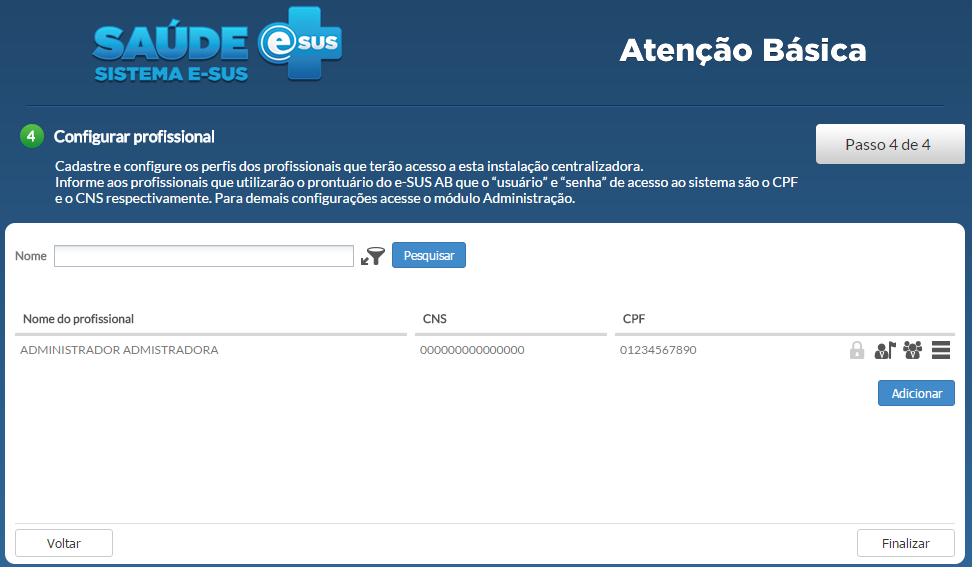 SAÚDE
SISTEMA E-SUS
e SUS
Atenção Básica
4 Configurar profissional
Passo 4 de 4
Cadastre e configure os perfis dos profissionais que terão acesso a esta instalação centralizadora.
Informe aos profissionais que utilizarão o prontuário do e-SUS AB que o “usuário” e “senha” de acesso ao sistema são o CPF
e o CNS respectivamente. Para demais configurações acesse o módulo Administração.
Nome Pesquisar
Nome do profissional CNS CPF
ADMINISTRADOR ADMISTRADORA 000000000000000 01234567890
Adicionar
Voltar Finalizar